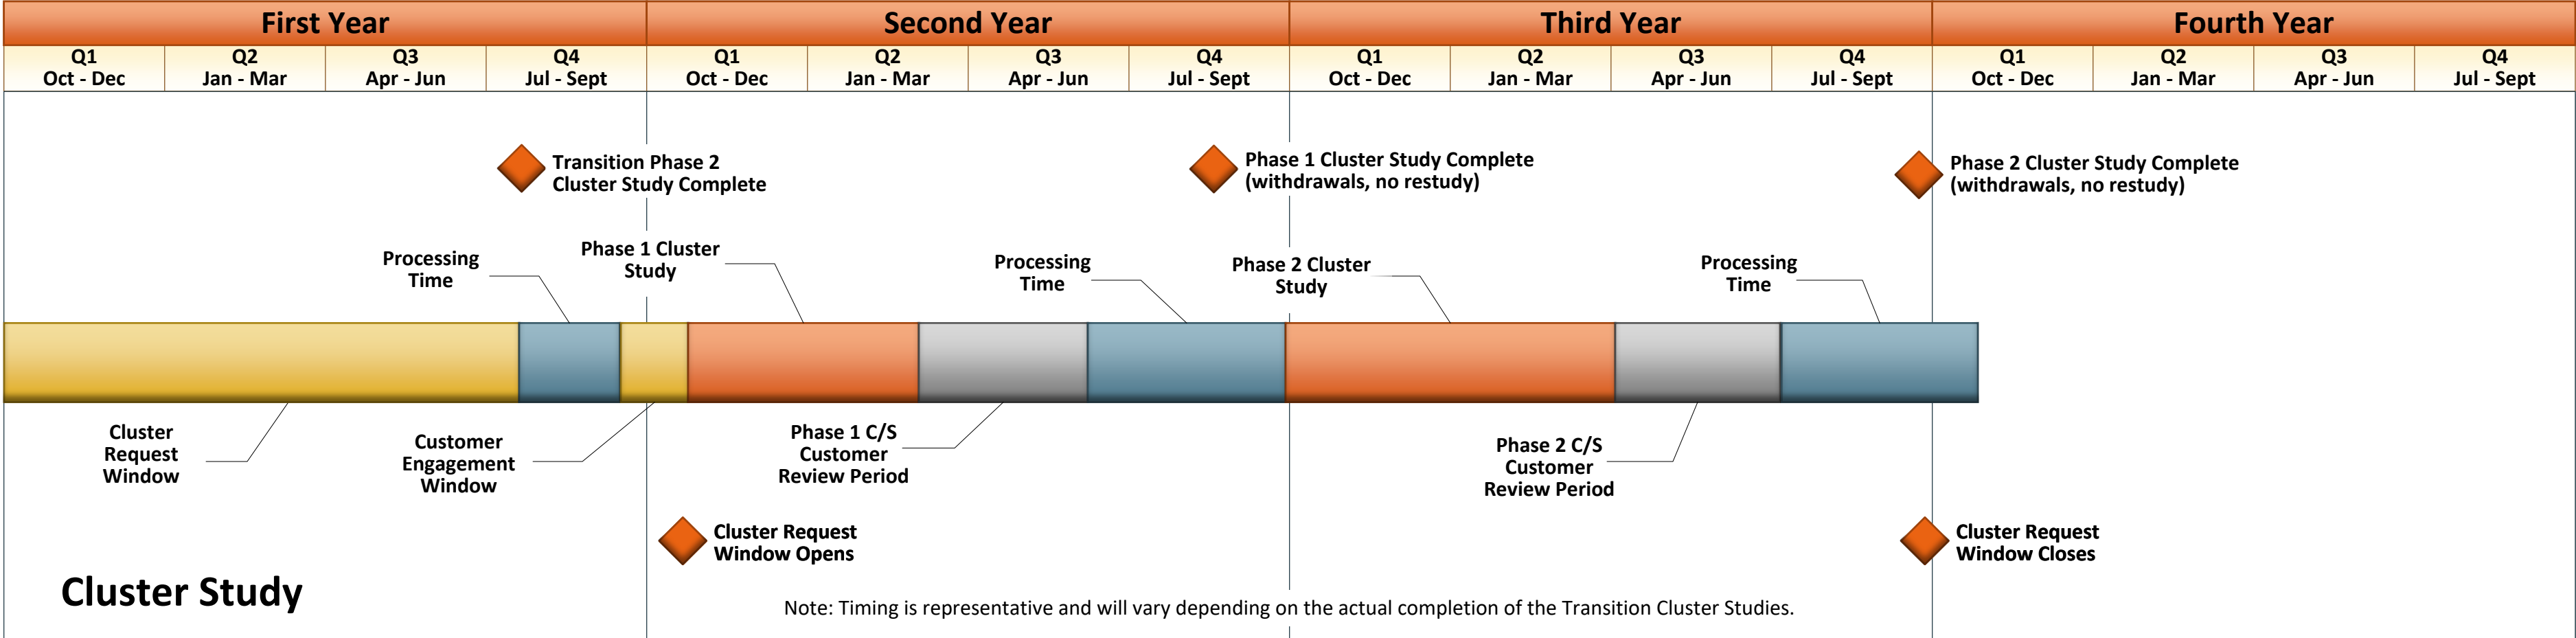 First Year
Second Year
Third Year
Fourth Year
Q1
Oct - Dec
Q2
Jan - Mar
Q3
Apr - Jun
Q4
Jul - Sept
Q1
Oct - Dec
Q2
Jan - Mar
Q3
Apr - Jun
Q4
Jul - Sept
Q1
Oct - Dec
Q2
Jan - Mar
Q3
Apr - Jun
Q4
Jul - Sept
Q1
Oct - Dec
Q2
Jan - Mar
Q3
Apr - Jun
Q4
Jul - Sept
Transition Phase 2
Cluster Study Complete
Phase 1 Cluster Study Complete
(withdrawals, no restudy)
Phase 2 Cluster Study Complete
(withdrawals, no restudy)
Processing
Time
Phase 1 Cluster
Study
Processing
Time
Phase 2 Cluster
Study
Processing
Time
Cluster
Request
Window
Customer
Engagement
Window
Phase 1 C/S
Customer
Review Period
Phase 2 C/S
Customer
Review Period
Cluster Request
Window Opens
Cluster Request
Window Closes
Cluster Study
Note: Timing is representative and will vary depending on the actual completion of the Transition Cluster Studies.